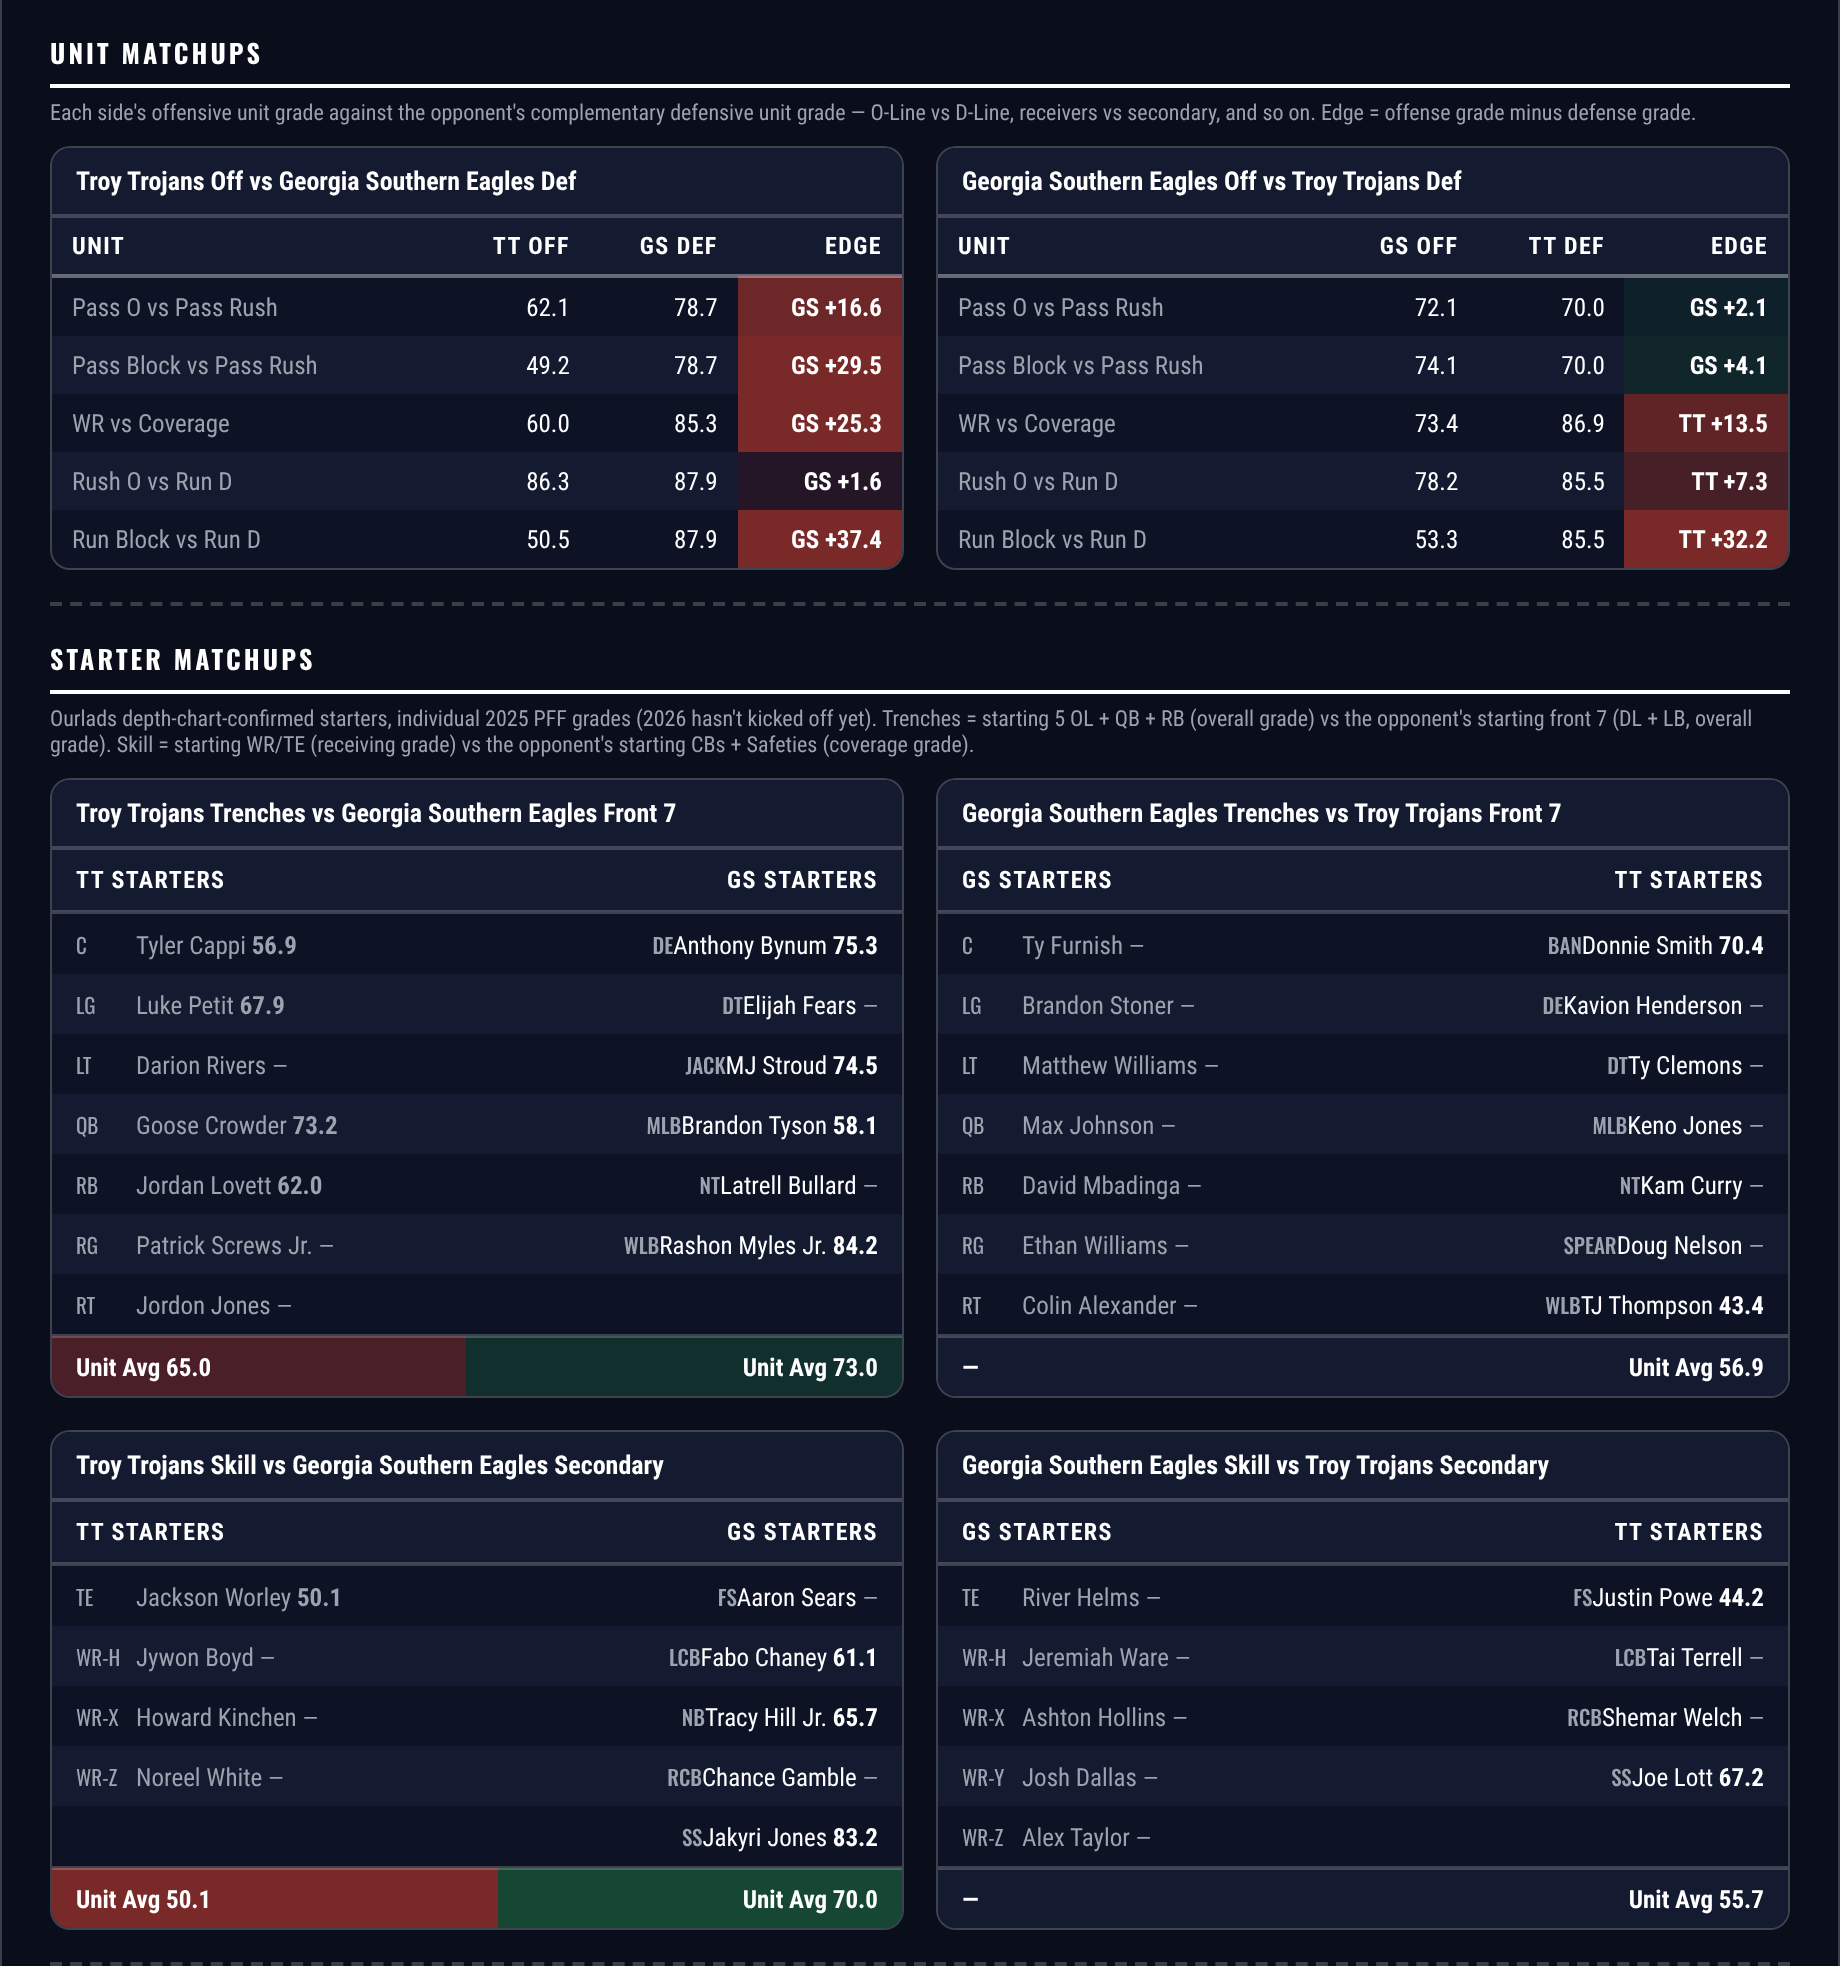 UNIT MATCHUPS
Each side's offensive unit grade against the opponent's complementary defensive unit grade — O-Line vs D-Line, receivers vs secondary, and so on. Edge = offense grade minus defense grade.
Troy Trojans Off vs Georgia Southern Eagles Def
UNIT TT OFF GS DEF EDGE
Pass O vs Pass Rush 62.1 78.7 GS +16.6
Pass Block vs Pass Rush 49.2 78.7 GS +29.5
WR vs Coverage 60.0 85.3 GS +25.3
Rush O vs Run D 86.3 87.9 GS +1.6
Run Block vs Run D 50.5 87.9 GS +37.4
Georgia Southern Eagles Off vs Troy Trojans Def
UNIT GS OFF TT DEF EDGE
Pass O vs Pass Rush 72.1 70.0 GS +2.1
Pass Block vs Pass Rush 74.1 70.0 GS +4.1
WR vs Coverage 73.4 86.9 TT +13.5
Rush O vs Run D 78.2 85.5 TT +7.3
Run Block vs Run D 53.3 85.5 TT +32.2
STARTER MATCHUPS
Ourlads depth-chart-confirmed starters, individual 2025 PFF grades (2026 hasn't kicked off yet). Trenches = starting 5 OL + QB + RB (overall grade) vs the opponent's starting front 7 (DL + LB, overall
grade). Skill = starting WR/TE (receiving grade) vs the opponent's starting CBs + Safeties (coverage grade).
Troy Trojans Trenches vs Georgia Southern Eagles Front 7
TT STARTERS GS STARTERS
C Tyler Cappi 56.9 DEAnthony Bynum 75.3
LG Luke Petit 67.9 DTElijah Fears —
LT Darion Rivers — JACKMJ Stroud 74.5
QB Goose Crowder 73.2 MLBBrandon Tyson 58.1
RB Jordan Lovett 62.0 NTLatrell Bullard —
RG Patrick Screws Jr. — WLBRashon Myles Jr. 84.2
RT Jordon Jones —
Unit Avg 65.0 Unit Avg 73.0
Georgia Southern Eagles Trenches vs Troy Trojans Front 7
GS STARTERS TT STARTERS
C Ty Furnish — BANDonnie Smith 70.4
LG Brandon Stoner — DEKavion Henderson —
LT Matthew Williams — DTTy Clemons —
QB Max Johnson — MLBKeno Jones —
RB David Mbadinga — NTKam Curry —
RG Ethan Williams — SPEARDoug Nelson —
RT Colin Alexander — WLBTJ Thompson 43.4
— Unit Avg 56.9
Troy Trojans Skill vs Georgia Southern Eagles Secondary
TT STARTERS GS STARTERS
TE Jackson Worley 50.1 FSAaron Sears —
WR-H Jywon Boyd — LCBFabo Chaney 61.1
WR-X Howard Kinchen — NBTracy Hill Jr. 65.7
WR-Z Noreel White — RCBChance Gamble —
SSJakyri Jones 83.2
Unit Avg 50.1 Unit Avg 70.0
Georgia Southern Eagles Skill vs Troy Trojans Secondary
GS STARTERS TT STARTERS
TE River Helms — FSJustin Powe 44.2
WR-H Jeremiah Ware — LCBTai Terrell —
WR-X Ashton Hollins — RCBShemar Welch —
WR-Y Josh Dallas — SSJoe Lott 67.2
WR-Z Alex Taylor —
— Unit Avg 55.7